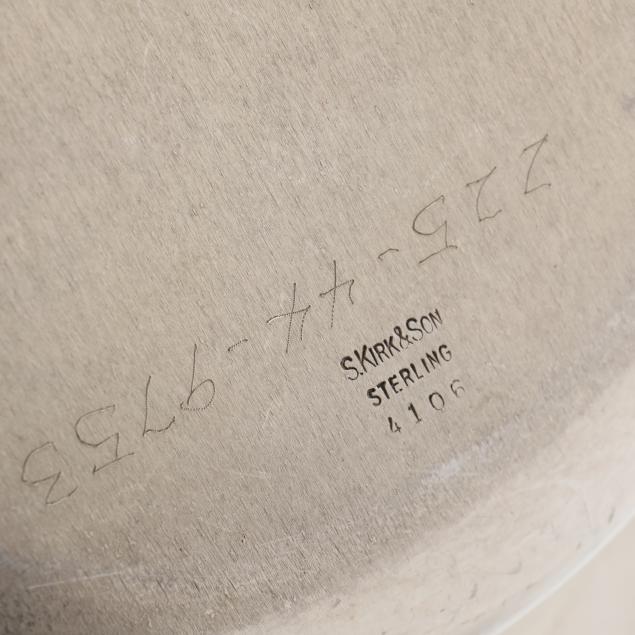 S.KIRK&SON
STERLING
4106
225-44-9753